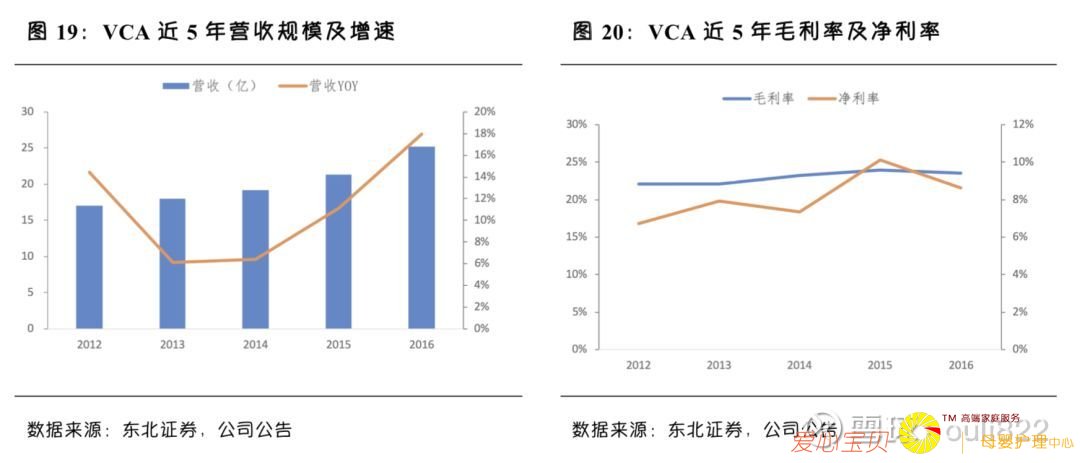 图 19：VCA 近 5 年营收规模及增速
营收（亿） 营收YOY
30 20%
25 18%
20 16%
15 14%
10 12%
5 10%
0 8%
6%
4%
2%
0%
2012 2013 2014 2015 2016
数据来源：东北证券，公司公告
图 20：VCA 近 5 年毛利率及净利率
毛利率 净利率
30% 12%
25% 10%
20% 8%
15% 6%
10% 4%
5% 2%
0% 0%
2012 2013 2014 2015 2016
数据来源：东北证券，公司公告
爱心宝贝
TM 高端家庭服务
母婴护理中心